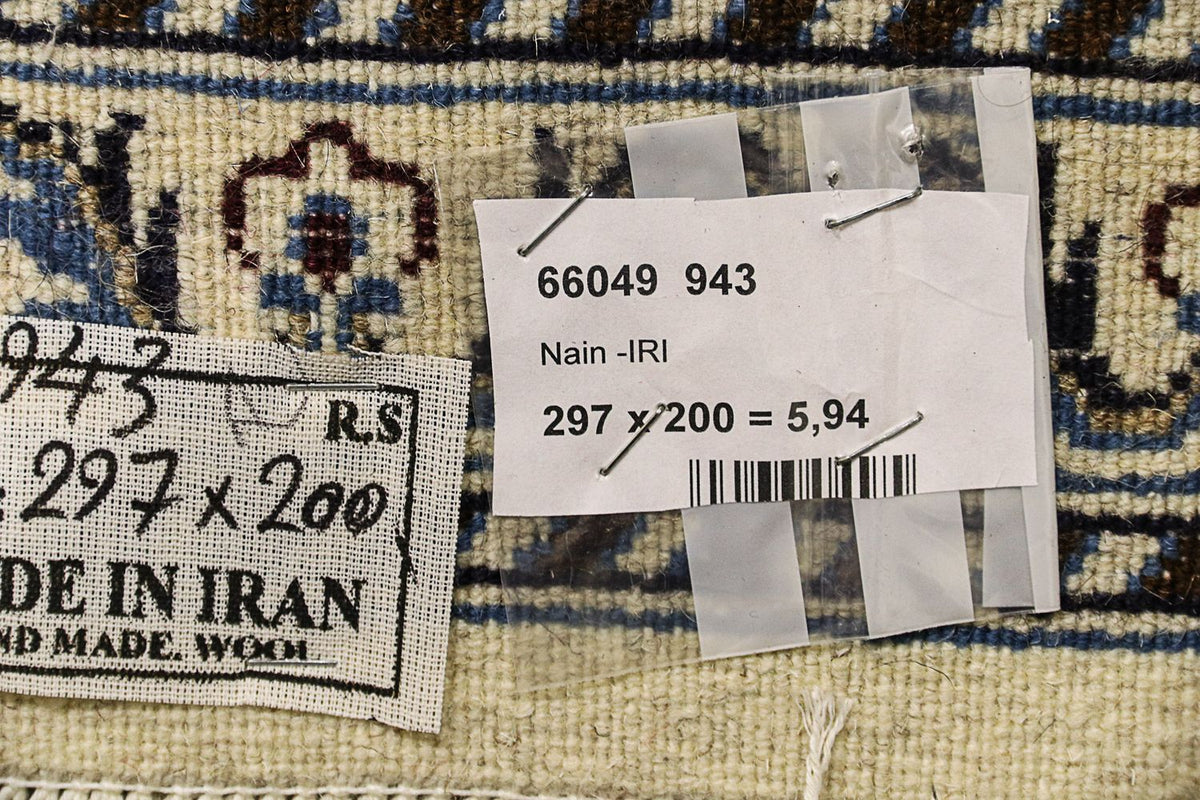 943
R.S
297 x 200
DE IN IRAN
ND MADE. WOOL
66049 943
Nain -IRI
297 x 200 = 5,94